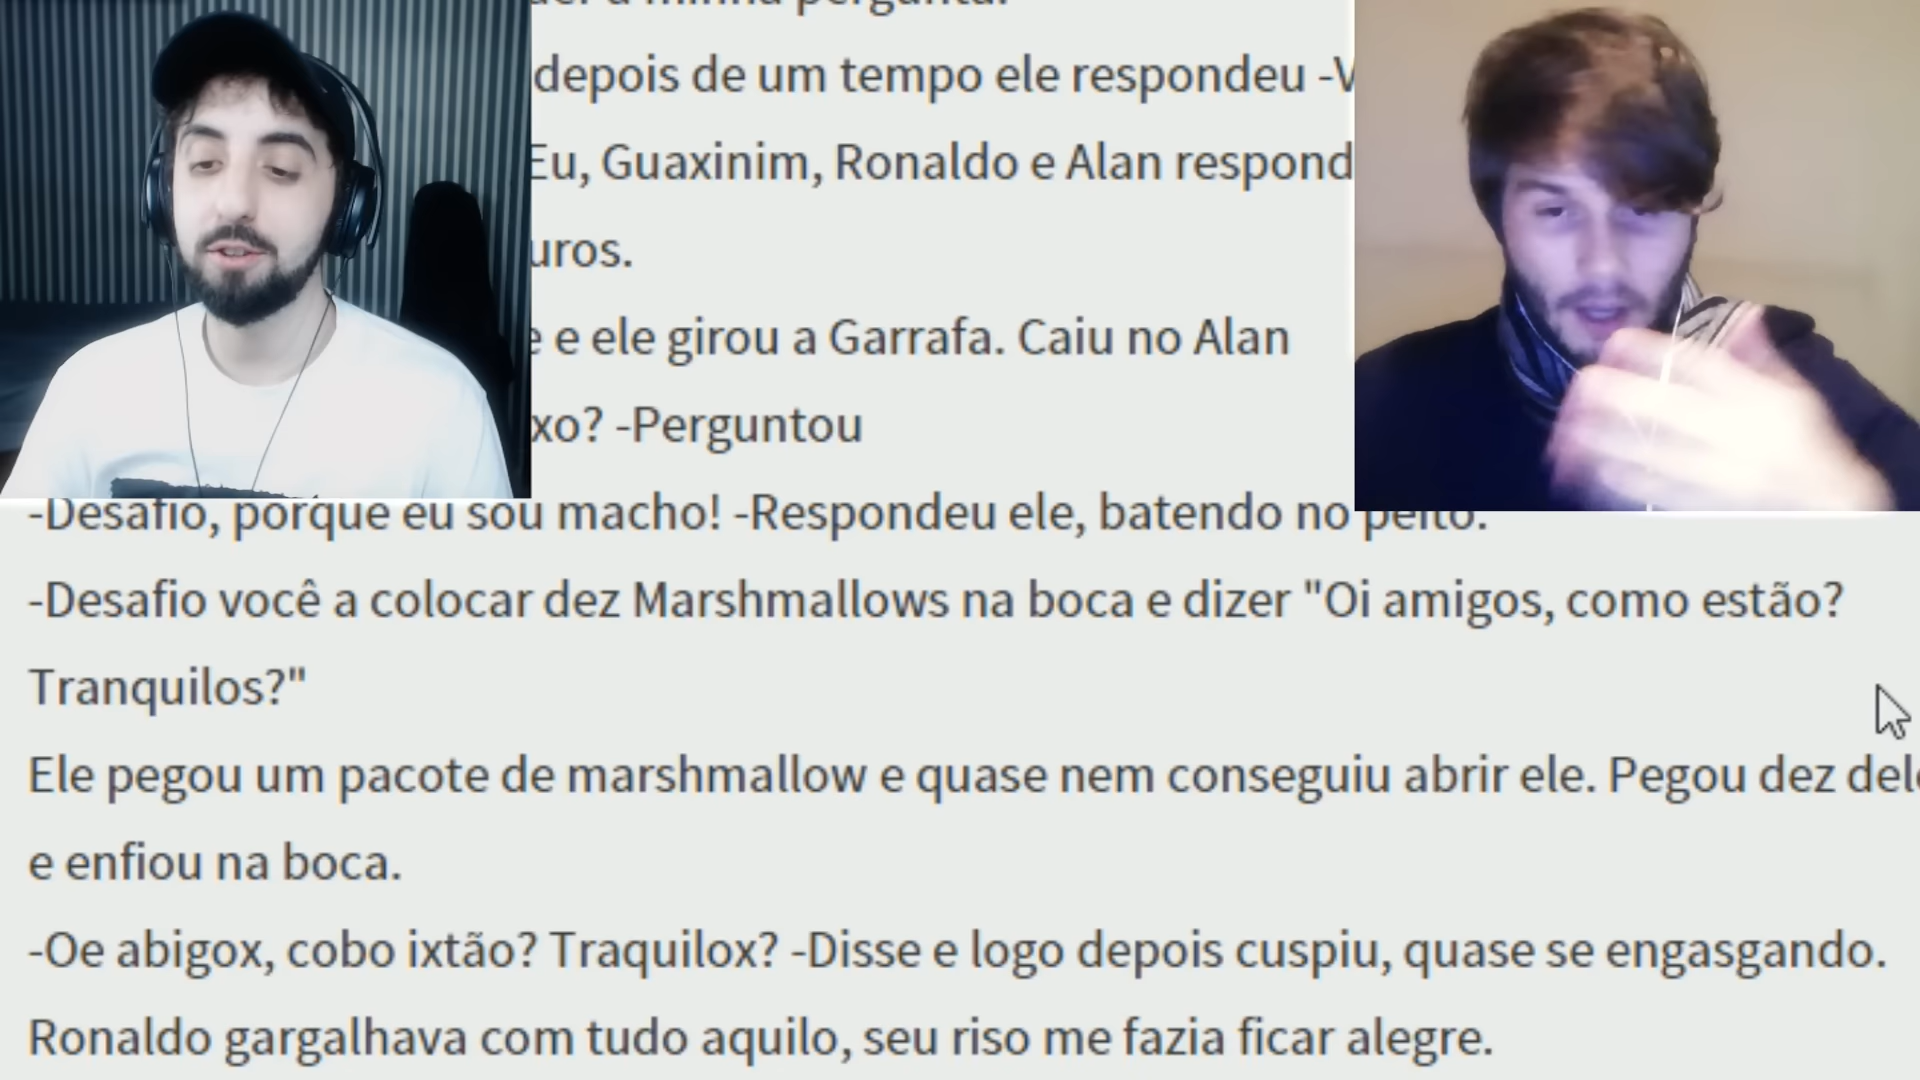 depois de um tempo ele respondeu -V
Eu, Guaxinim, Ronaldo e Alan respond
uros.
e e ele girou a Garrafa. Caiu no Alan
xo? -Perguntou
-Desafio, porque eu sou macho! -Respondeu ele, batendo no peito.
-Desafio você a colocar dez Marshmallows na boca e dizer "Oi amigos, como estão?
Tranquilos?"
Ele pegou um pacote de marshmallow e quase nem conseguiu abrir ele. Pegou dez dele
e enfiou na boca.
-Oe abigox, cobo ixtão? Traquilox? -Disse e logo depois cuspiu, quase se engasgando.
Ronaldo gargalhava com tudo aquilo, seu riso me fazia ficar alegre.